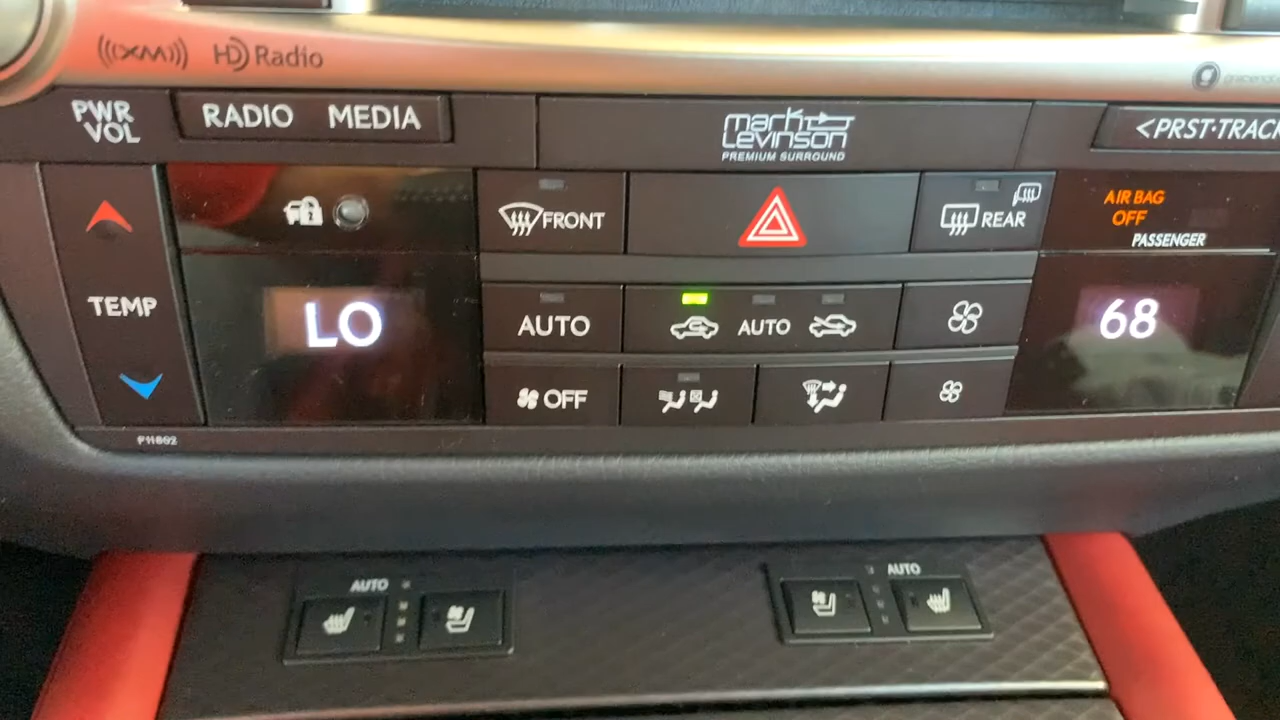 ((XM)) HD Radio
PWR
VOL
RADIO MEDIA
mark
Levinson
PREMIUM SURROUND
<PRST·TRACK
FRONT
REAR
AIR BAG
OFF
PASSENGER
TEMP
LO
AUTO
AUTO
68
OFF
AUTO
AUTO